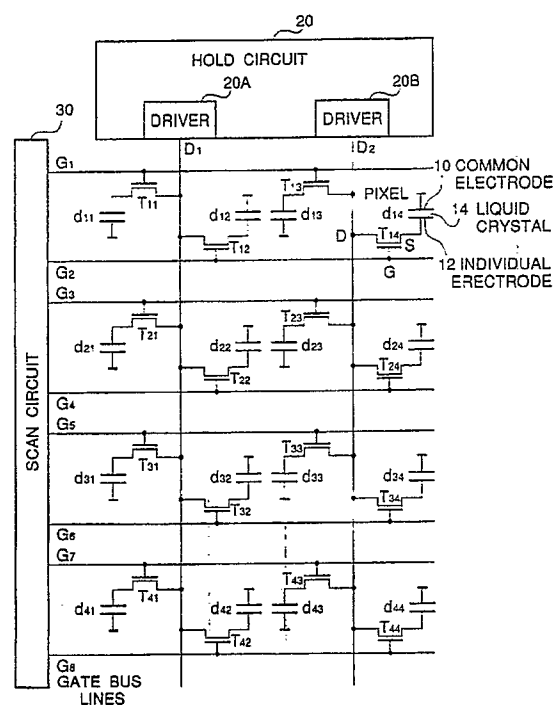 20
HOLD CIRCUIT
20A
20B
DRIVER
DRIVER
30
D1
D2
G1
T11
T13
PIXEL
10 COMMON
ELECTRODE
d11
d12
d13
d14
14 LIQUID
CRYSTAL
T12
D
T14
S
G
12 INDIVIDUAL
ERECTRODE
G2
G3
T21
T23
d21
d22
d23
d24
T22
T24
G4
SCAN CIRCUIT
G5
T31
T33
d31
d32
d33
d34
T32
T34
G6
G7
T41
T43
d41
d42
d43
d44
T42
T44
G8
GATE BUS
LINES